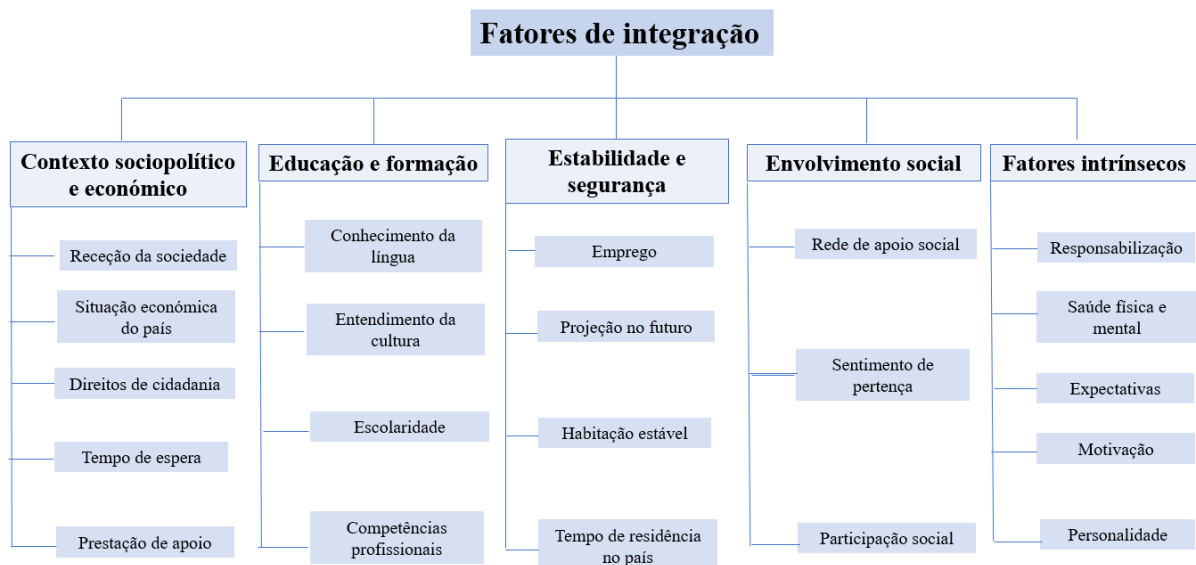 Fatores de integração
Contexto sociopolítico
e económico
Receção da sociedade
Situação económica
do país
Direitos de cidadania
Tempo de espera
Prestação de apoio
Educação e formação
Conhecimento da
língua
Entendimento da
cultura
Escolaridade
Competências
profissionais
Estabilidade e
segurança
Emprego
Projeção no futuro
Habitação estável
Tempo de residência
no país
Envolvimento social
Rede de apoio social
Sentimento de
pertença
Participação social
Fatores intrínsecos
Responsabilização
Saúde física e
mental
Expectativas
Motivação
Personalidade